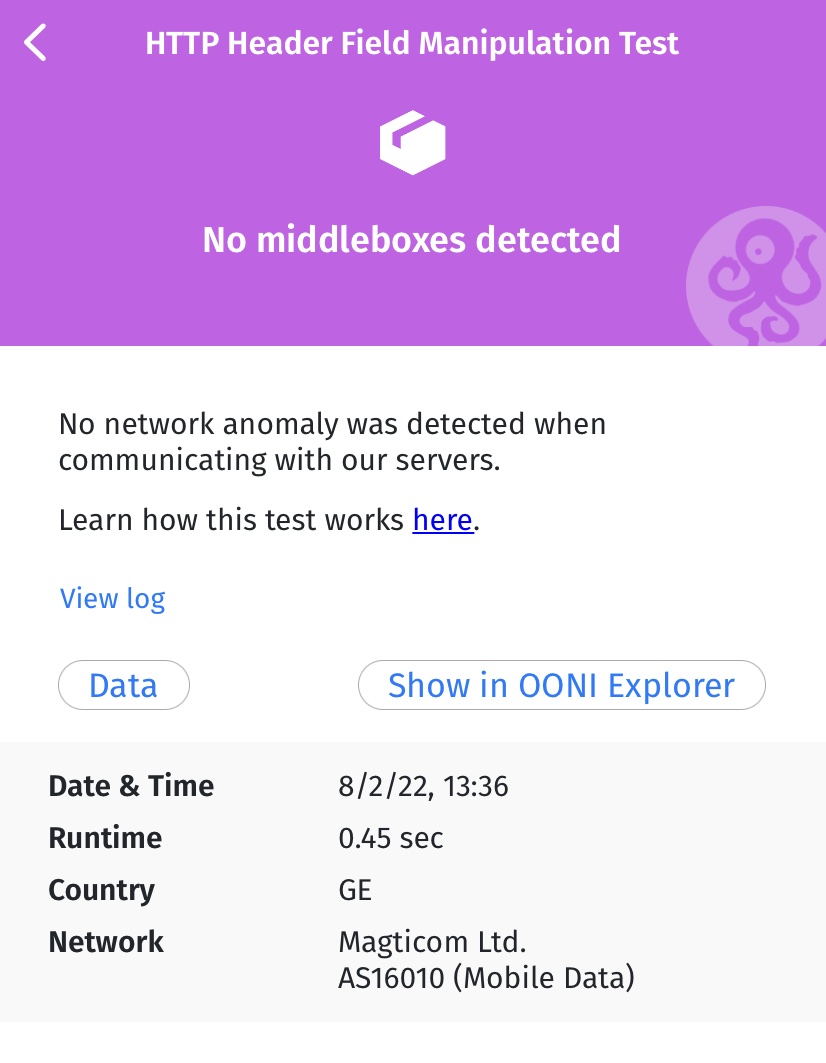 HTTP Header Field Manipulation Test
No middleboxes detected
No network anomaly was detected when
communicating with our servers.
Learn how this test works here.
View log
Data
Show in OONI Explorer
Date & Time 8/2/22, 13:36
Runtime 0.45 sec
Country GE
Network Magticom Ltd.
AS16010 (Mobile Data)